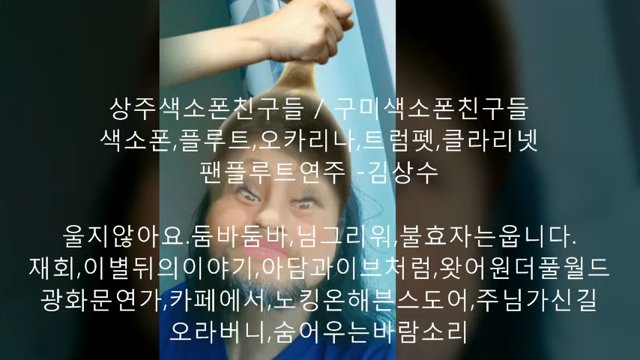 상주색소폰친구들 / 구미색소폰친구들
색소폰,플루트,오카리나,트럼펫,클라리넷
팬플루트연주 -김상수
울지않아요.둠바둠바,님그리워,불효자는웁니다.
재회,이별뒤의이야기,아담과이브처럼,왓어원더풀월드
광화문연가,카페에서,노킹온해븐스도어,주님가신길
오라버니,숨어우는바람소리